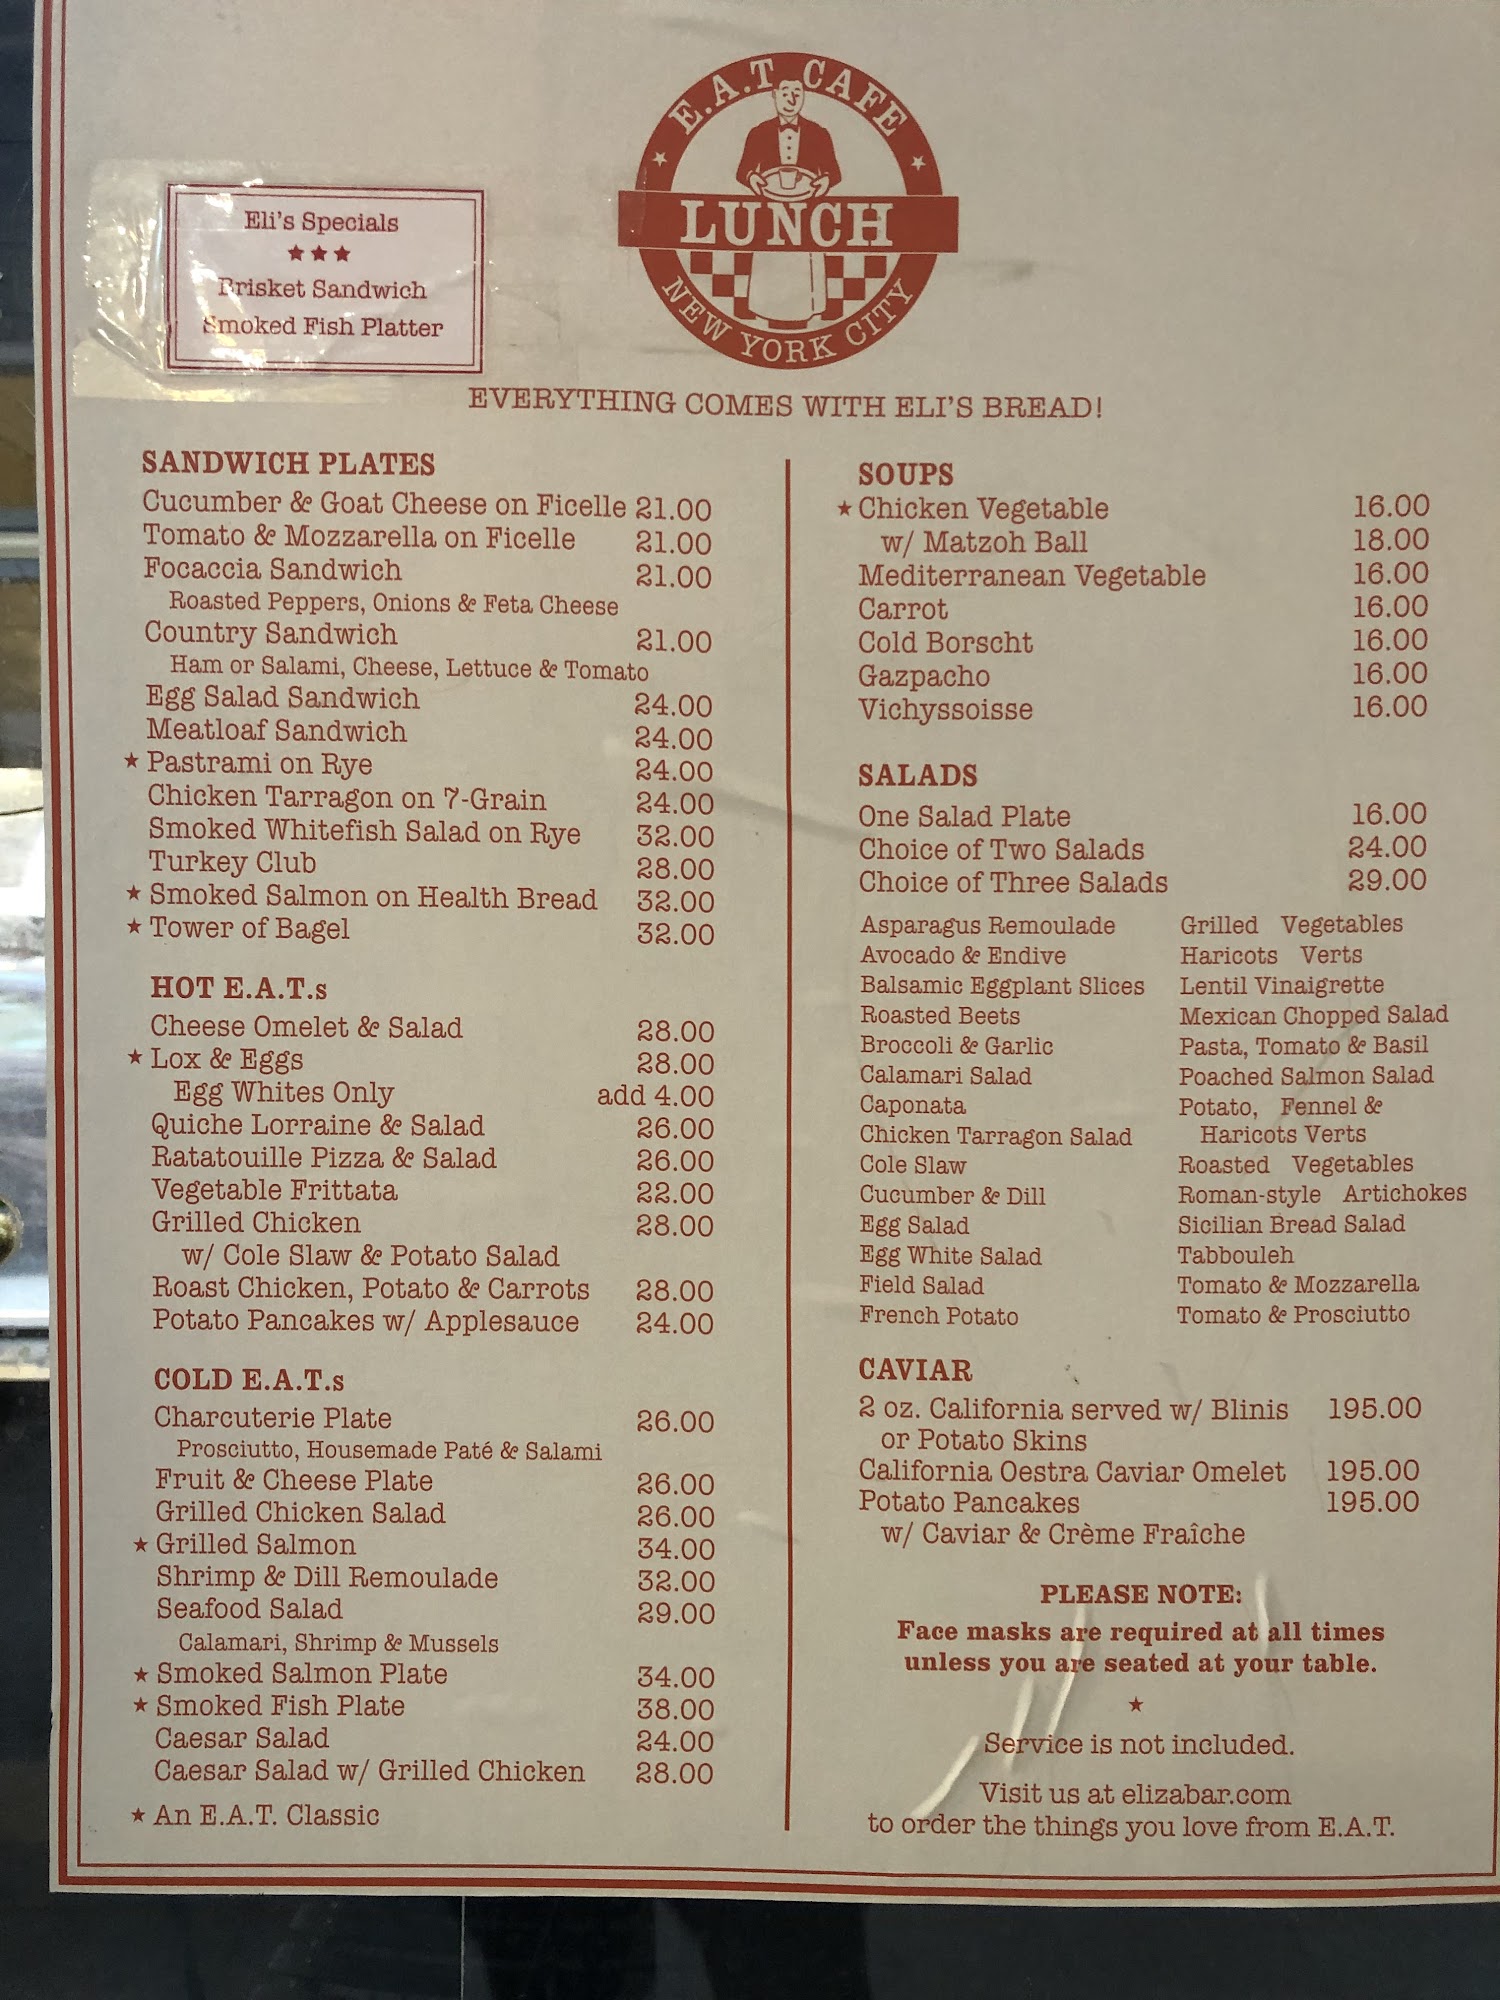 E.A.T CAFE
LUNCH
NEW YORK CITY
Eli's Specials
★★★
Brisket Sandwich
Smoked Fish Platter
EVERYTHING COMES WITH ELI'S BREAD!
SANDWICH PLATES
Cucumber & Goat Cheese on Ficelle 21.00
Tomato & Mozzarella on Ficelle 21.00
Focaccia Sandwich 21.00
Roasted Peppers, Onions & Feta Cheese
Country Sandwich 21.00
Ham or Salami, Cheese, Lettuce & Tomato
Egg Salad Sandwich 24.00
Meatloaf Sandwich 24.00
★ Pastrami on Rye 24.00
Chicken Tarragon on 7-Grain 24.00
Smoked Whitefish Salad on Rye 32.00
Turkey Club 28.00
★ Smoked Salmon on Health Bread 32.00
★ Tower of Bagel 32.00
HOT E.A.T.s
Cheese Omelet & Salad 28.00
★ Lox & Eggs 28.00
Egg Whites Only add 4.00
Quiche Lorraine & Salad 26.00
Ratatouille Pizza & Salad 26.00
Vegetable Frittata 22.00
Grilled Chicken 28.00
w/ Cole Slaw & Potato Salad
Roast Chicken, Potato & Carrots 28.00
Potato Pancakes w/ Applesauce 24.00
COLD E.A.T.s
Charcuterie Plate 26.00
Prosciutto, Housemade Paté & Salami
Fruit & Cheese Plate 26.00
Grilled Chicken Salad 26.00
★ Grilled Salmon 34.00
Shrimp & Dill Remoulade 32.00
Seafood Salad 29.00
Calamari, Shrimp & Mussels
★ Smoked Salmon Plate 34.00
★ Smoked Fish Plate 38.00
Caesar Salad 24.00
Caesar Salad w/ Grilled Chicken 28.00
★ An E.A.T. Classic
SOUPS
★ Chicken Vegetable 16.00
w/ Matzoh Ball 18.00
Mediterranean Vegetable 16.00
Carrot 16.00
Cold Borscht 16.00
Gazpacho 16.00
Vichyssoisse 16.00
SALADS
One Salad Plate 16.00
Choice of Two Salads 24.00
Choice of Three Salads 29.00
Asparagus Remoulade
Avocado & Endive
Balsamic Eggplant Slices
Roasted Beets
Broccoli & Garlic
Calamari Salad
Caponata
Chicken Tarragon Salad
Cole Slaw
Cucumber & Dill
Egg Salad
Egg White Salad
Field Salad
French Potato
Grilled Vegetables
Haricots Verts
Lentil Vinaigrette
Mexican Chopped Salad
Pasta, Tomato & Basil
Poached Salmon Salad
Potato, Fennel &
Haricots Verts
Roasted Vegetables
Roman-style Artichokes
Sicilian Bread Salad
Tabbouleh
Tomato & Mozzarella
Tomato & Prosciutto
CAVIAR
2 oz. California served w/ Blinis 195.00
or Potato Skins
California Oestra Caviar Omelet 195.00
Potato Pancakes 195.00
w/ Caviar & Crème Fraîche
PLEASE NOTE:
Face masks are required at all times
unless you are seated at your table.
★
Service is not included.
Visit us at elizabar.com
to order the things you love from E.A.T.